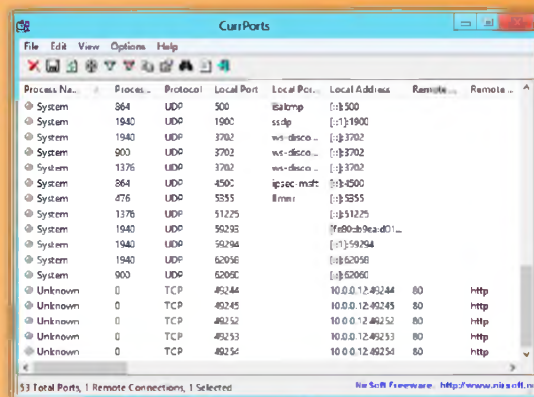 CurrPorts
File Edit View Options Help
Process Na... Proces... Protocol Local Port Local Por... Local Address Remote ... Remote ...
System 864 UDP 500 isakmp [::]:500
System 1940 UDP 1900 ssdp [::1]:1900
System 1940 UDP 3702 ws-disco... [::]:3702
System 900 UDP 3702 ws-disco... [::]:3702
System 1376 UDP 3702 ws-disco... [::]:3702
System 864 UDP 4500 ipsec-msft [::]:4500
System 476 UDP 5355 llmnr [::]:5355
System 1376 UDP 51225 [::]:51225
System 1940 UDP 59293
System 1940 UDP 59294 [::1]:59294
System 1940 UDP 62058 [::]:62058
System 900 UDP 62060 [::]:62060
Unknown 0 TCP 49244 10.0.0.12:49244 80 http
Unknown 0 TCP 49245 10.0.0.12:49245 80 http
Unknown 0 TCP 49252 10.0.0.12:49252 80 http
Unknown 0 TCP 49253 10.0.0.12:49253 80 http
Unknown 0 TCP 49254 10.0.0.12:49254 80 http
53 Total Ports, 1 Remote Connections, 1 Selected NirSoft Freeware. http://www.nirsoft.n